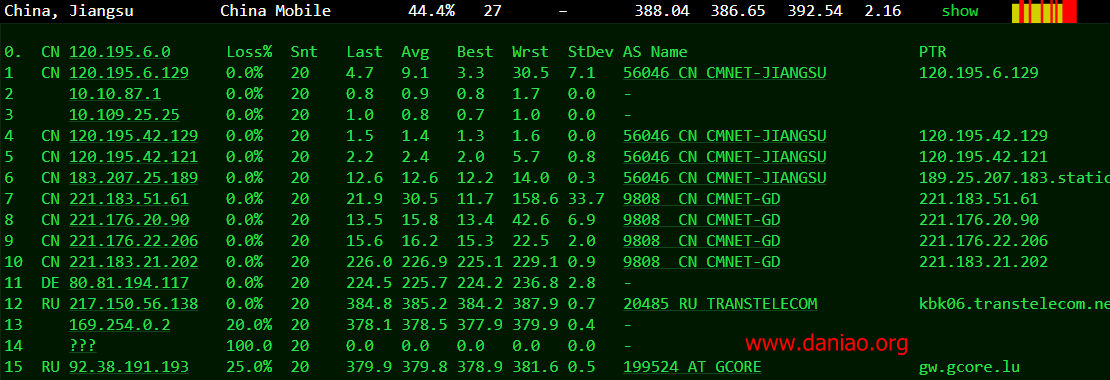 China, Jiangsu China Mobile 44.4% 27 – 388.04 386.65 392.54 2.16 show
0. CN 120.195.6.0 Loss% Snt Last Avg Best Wrst StDev AS Name PTR
1 CN 120.195.6.129 0.0% 20 4.7 9.1 3.3 30.5 7.1 56046 CN CMNET-JIANGSU 120.195.6.129
2 10.10.87.1 0.0% 20 0.8 0.9 0.8 1.7 0.0 -
3 10.109.25.25 0.0% 20 1.0 0.8 0.7 1.0 0.0 -
4 CN 120.195.42.129 0.0% 20 1.5 1.4 1.3 1.6 0.0 56046 CN CMNET-JIANGSU 120.195.42.129
5 CN 120.195.42.121 0.0% 20 2.2 2.4 2.0 5.7 0.8 56046 CN CMNET-JIANGSU 120.195.42.121
6 CN 183.207.25.189 0.0% 20 12.6 12.6 12.2 14.0 0.3 56046 CN CMNET-JIANGSU 189.25.207.183.static
7 CN 221.183.51.61 0.0% 20 21.9 30.5 11.7 158.6 33.7 9808 CN CMNET-GD 221.183.51.61
8 CN 221.176.20.90 0.0% 20 13.5 15.8 13.4 42.6 6.9 9808 CN CMNET-GD 221.176.20.90
9 CN 221.176.22.206 0.0% 20 15.6 16.2 15.3 22.5 2.0 9808 CN CMNET-GD 221.176.22.206
10 CN 221.183.21.202 0.0% 20 226.0 226.9 225.1 229.1 0.9 9808 CN CMNET-GD 221.183.21.202
11 DE 80.81.194.117 0.0% 20 224.5 225.7 224.2 236.8 2.8 -
12 RU 217.150.56.138 0.0% 20 384.8 385.2 384.2 387.9 0.7 20485 RU TRANSTELECOM kbk06.transtelecom.ne
13 169.254.0.2 20.0% 20 378.1 378.5 377.9 379.9 0.4 -
14 ??? 100.0 20 0.0 0.0 0.0 0.0 0.0 -
www.daniao.org
15 RU 92.38.191.193 25.0% 20 379.9 379.8 378.9 381.6 0.5 199524 AT GCORE gw.gcore.lu